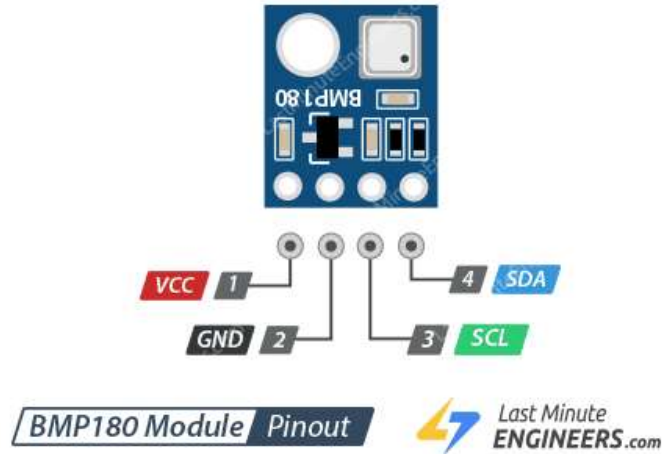 BMP180
VCC 1
4 SDA
GND 2
3 SCL
BMP180 Module Pinout
Last Minute
ENGINEERS.com